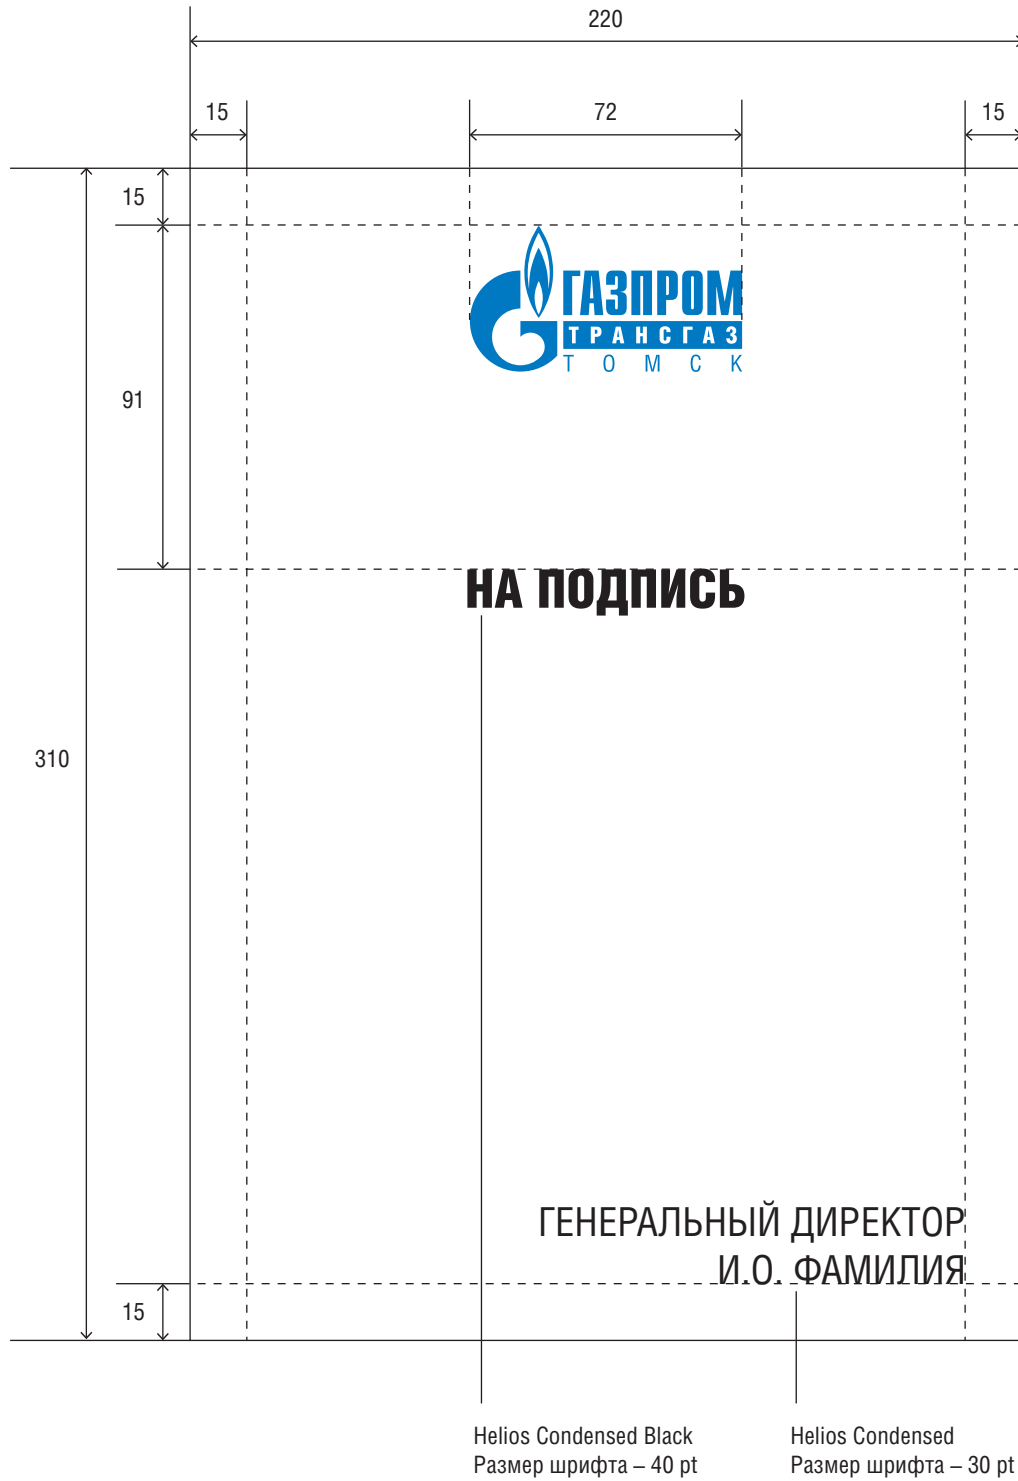 220
15
72
15
15
ГАЗПРОМ
ТРАНСГАЗ
ТОМСК
91
НА ПОДПИСЬ
310
ГЕНЕРАЛЬНЫЙ ДИРЕКТОР
И.О. ФАМИЛИЯ
15
Helios Condensed Black
Размер шрифта – 40 pt
Helios Condensed
Размер шрифта – 30 pt